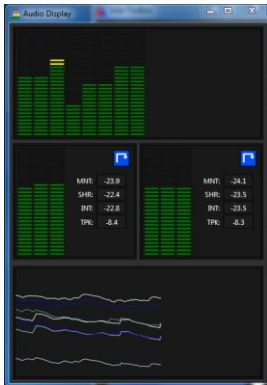 Audio Display
MNT: -23.9
SHR: -22.4
INT: -22.8
TPK: -8.4
MNT: -24.1
SHR: -23.5
INT: -23.5
TPK: -8.3